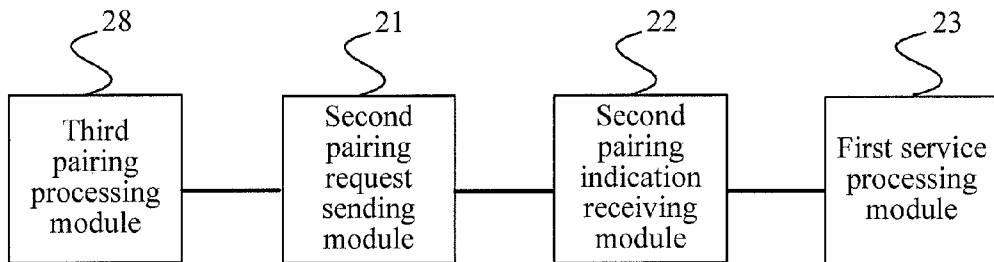 28
21
22
23
Third
pairing
processing
module
Second
pairing
request
sending
module
Second
pairing
indication
receiving
module
First service
processing
module